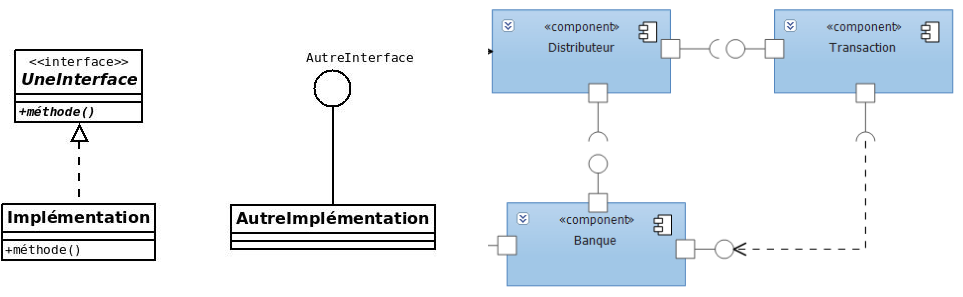 <<interface>>
UneInterface
+méthode()
Implémentation
+méthode()
AutreInterface
AutreImplémentation
«component»
Distributeur
«component»
Transaction
«component»
Banque